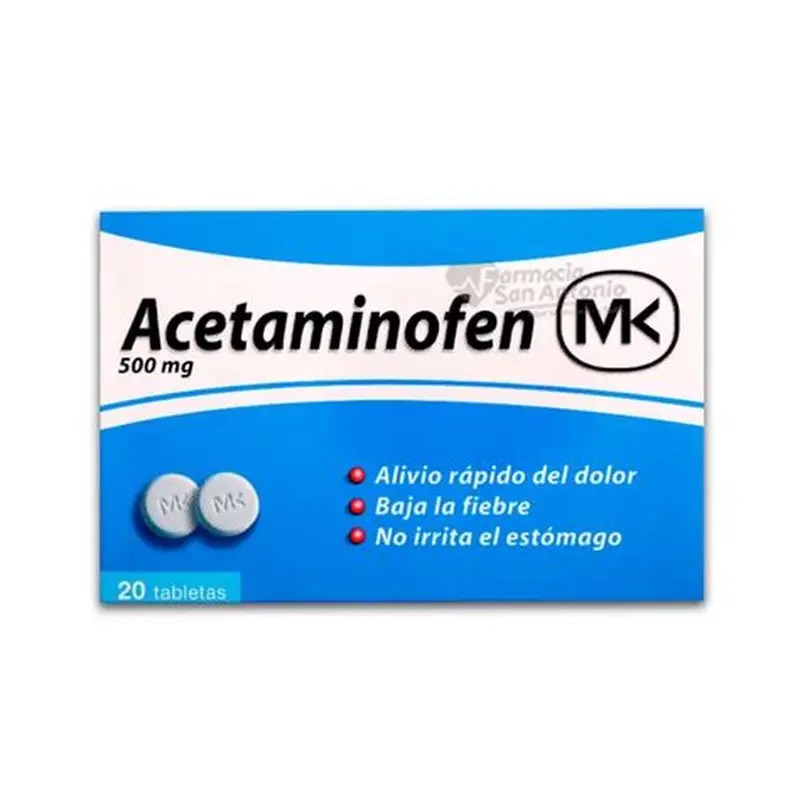 Farmacia
San Antonio
Acetaminofen MK
500 mg
MK MK
Alivio rápido del dolor
Baja la fiebre
No irrita el estómago
20 tabletas